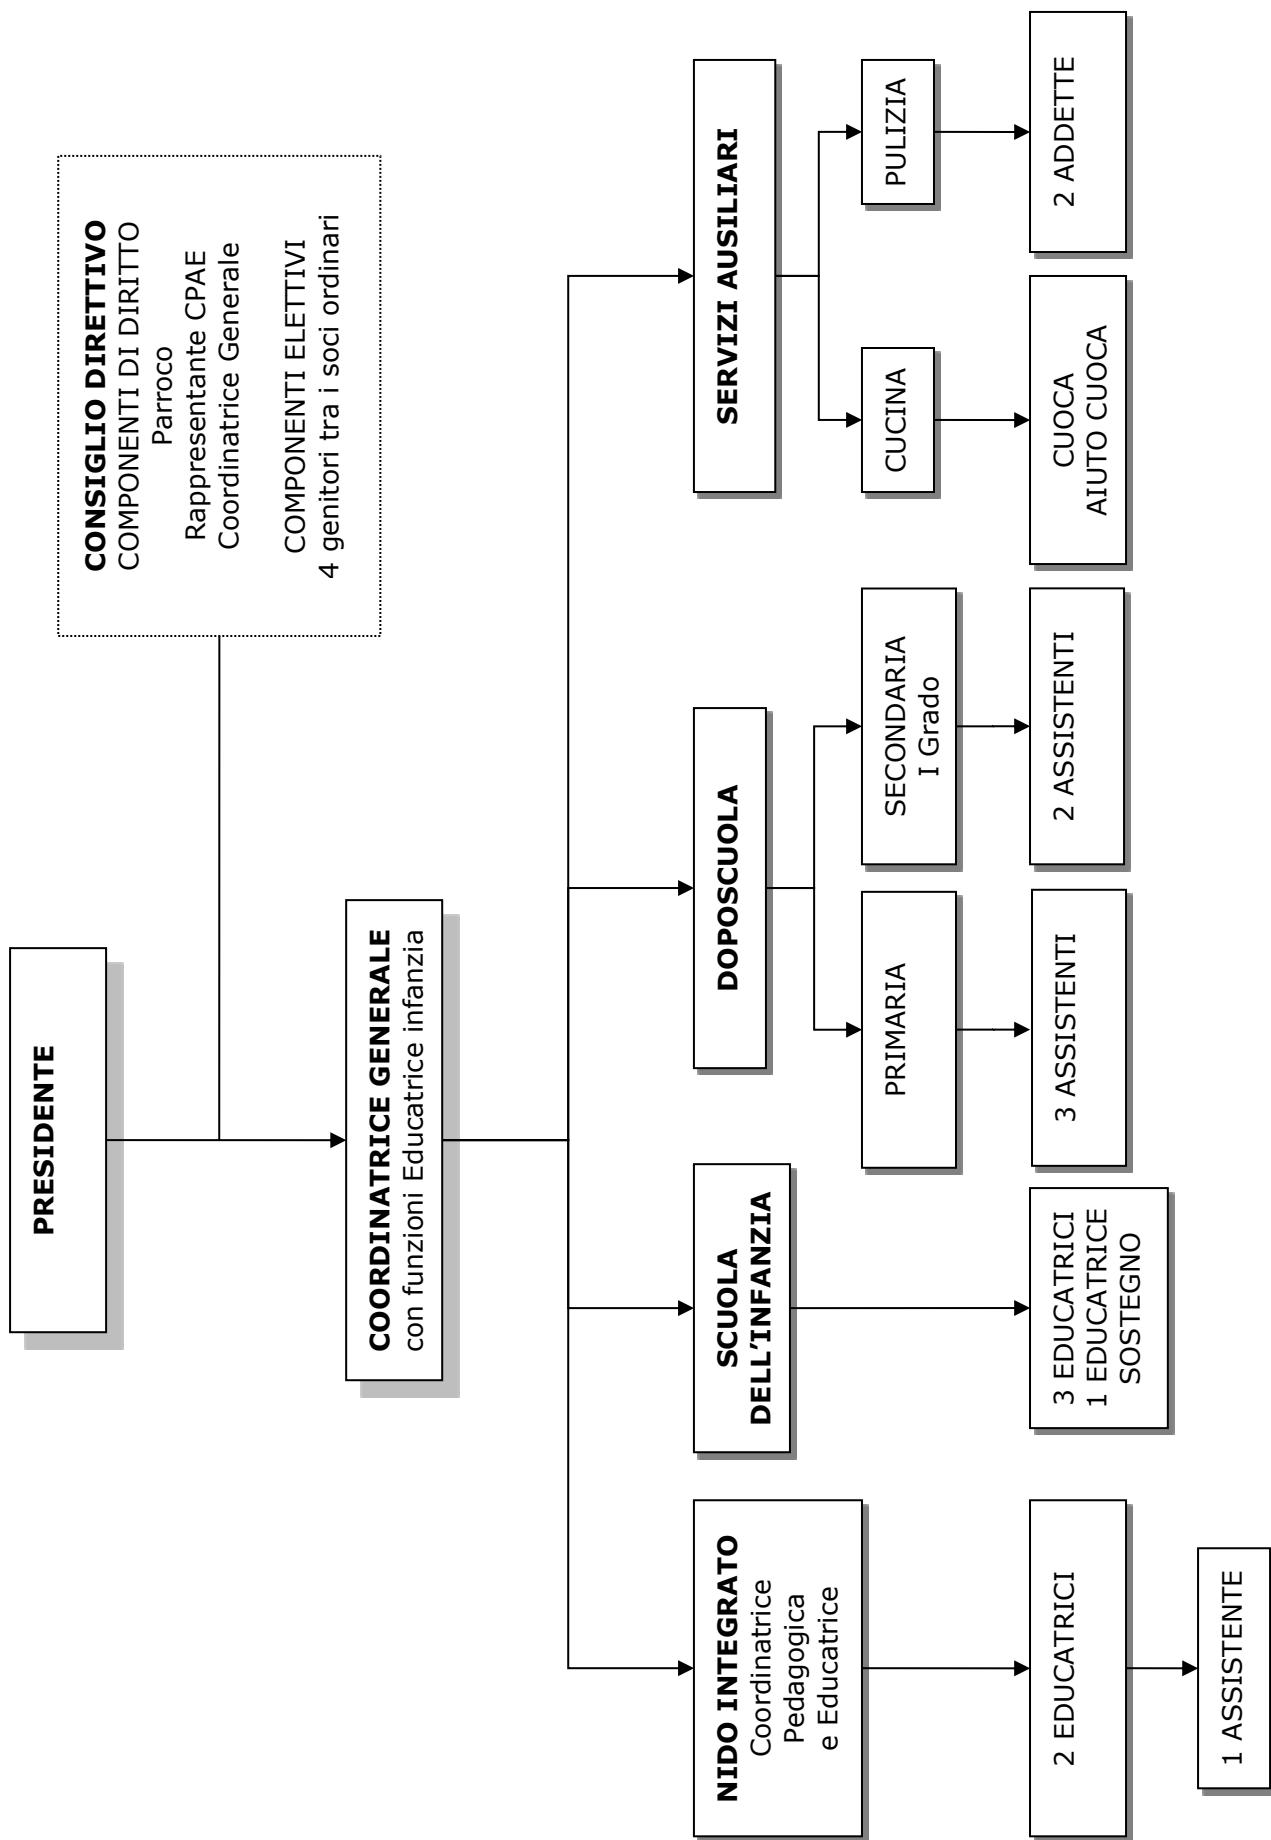 PRESIDENTE
CONSIGLIO DIRETTIVO
COMPONENTI DI DIRITTO
Parroco
Rappresentante CPAE
Coordinatrice Generale
COMPONENTI ELETTIVI
4 genitori tra i soci ordinari
COORDINATRICE GENERALE
con funzioni Educatrice infanzia
NIDO INTEGRATO
Coordinatrice
Pedagogica
e Educatrice
SCUOLA
DELL'INFANZIA
DOPOSCUOLA
SERVIZI AUSILIARI
PRIMARIA
SECONDARIA
I Grado
CUCINA
PULIZIA
2 EDUCATRICI
3 EDUCATRICI
1 EDUCATRICE
SOSTEGNO
3 ASSISTENTI
2 ASSISTENTI
CUOCA
AIUTO CUOCA
2 ADDETTE
1 ASSISTENTE